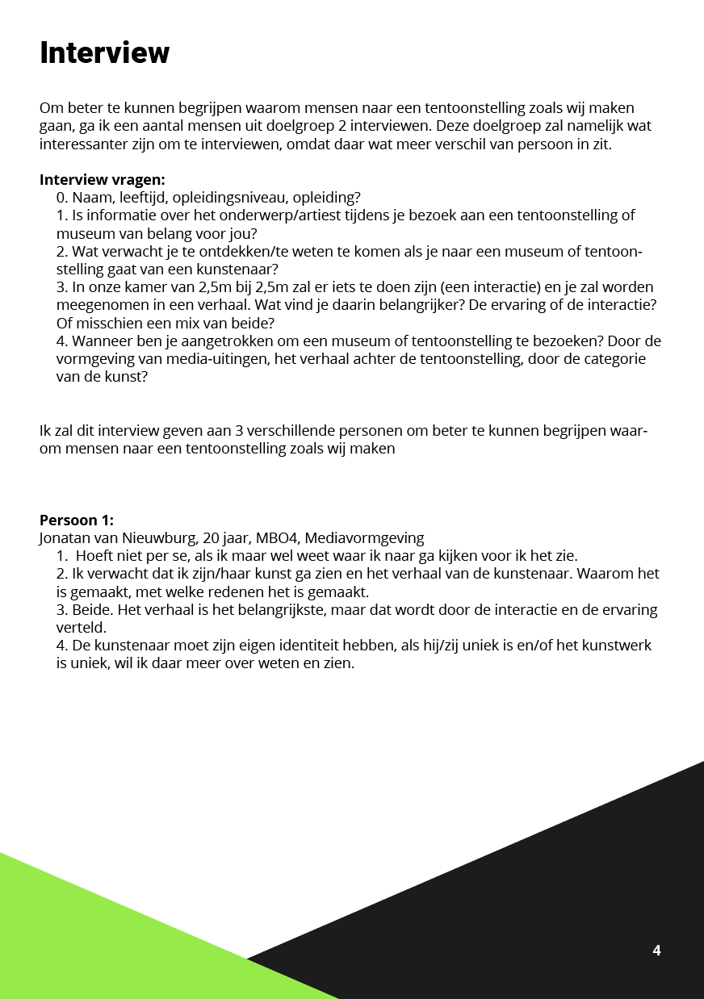 Interview
Om beter te kunnen begrijpen waarom mensen naar een tentoonstelling zoals wij maken
gaan, ga ik een aantal mensen uit doelgroep 2 interviewen. Deze doelgroep zal namelijk wat
interessanter zijn om te interviewen, omdat daar wat meer verschil van persoon in zit.
Interview vragen:
0. Naam, leeftijd, opleidingsniveau, opleiding?
1. Is informatie over het onderwerp/artiest tijdens je bezoek aan een tentoonstelling of
museum van belang voor jou?
2. Wat verwacht je te ontdekken/te weten te komen als je naar een museum of tentoon-
stelling gaat van een kunstenaar?
3. In onze kamer van 2,5m bij 2,5m zal er iets te doen zijn (een interactie) en je zal worden
meegenomen in een verhaal. Wat vind je daarin belangrijker? De ervaring of de interactie?
Of misschien een mix van beide?
4. Wanneer ben je aangetrokken om een museum of tentoonstelling te bezoeken? Door de
vormgeving van media-uitingen, het verhaal achter de tentoonstelling, door de categorie
van de kunst?
Ik zal dit interview geven aan 3 verschillende personen om beter te kunnen begrijpen waar-
om mensen naar een tentoonstelling zoals wij maken
Persoon 1:
Jonatan van Nieuwburg, 20 jaar, MBO4, Mediavormgeving
1.  Hoeft niet per se, als ik maar wel weet waar ik naar ga kijken voor ik het zie.
2. Ik verwacht dat ik zijn/haar kunst ga zien en het verhaal van de kunstenaar. Waarom het
is gemaakt, met welke redenen het is gemaakt.
3. Beide. Het verhaal is het belangrijkste, maar dat wordt door de interactie en de ervaring
verteld.
4. De kunstenaar moet zijn eigen identiteit hebben, als hij/zij uniek is en/of het kunstwerk
is uniek, wil ik daar meer over weten en zien.
4